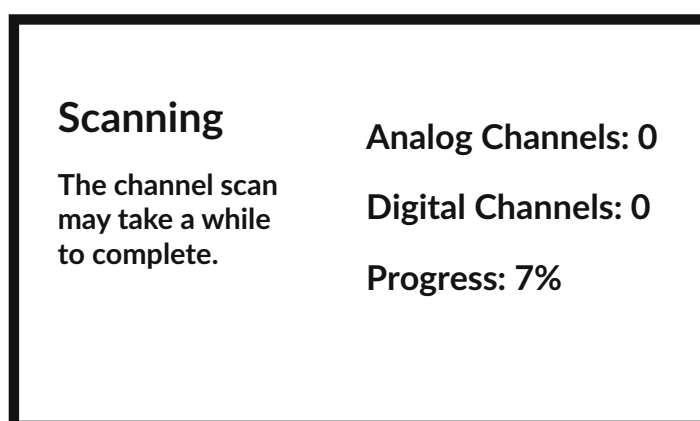 Scanning
The channel scan
may take a while
to complete.
Analog Channels: 0
Digital Channels: 0
Progress: 7%